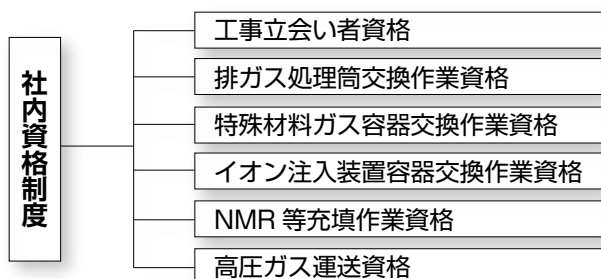 社内資格制度
工事立会い者資格
排ガス処理筒交換作業資格
特殊材料ガス容器交換作業資格
イオン注入装置容器交換作業資格
NMR 等充填作業資格
高圧ガス運送資格